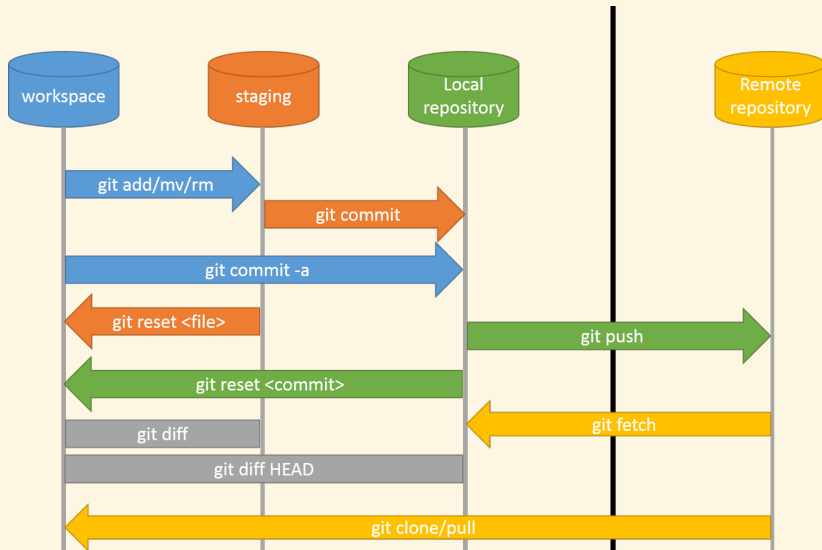 workspace
staging
Local
repository
Remote
repository
git add/mv/rm
git commit
git commit -a
git reset <file>
git push
git reset <commit>
git fetch
git diff
git diff HEAD
git clone/pull